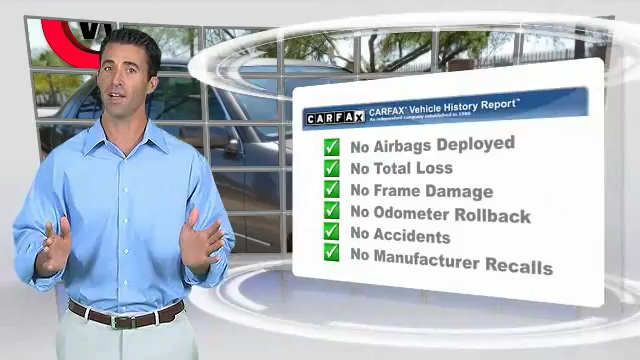 CARFAX
CARFAX Vehicle History Report™
An independent company established in 1986
No Airbags Deployed
No Total Loss
No Frame Damage
No Odometer Rollback
No Accidents
No Manufacturer Recalls